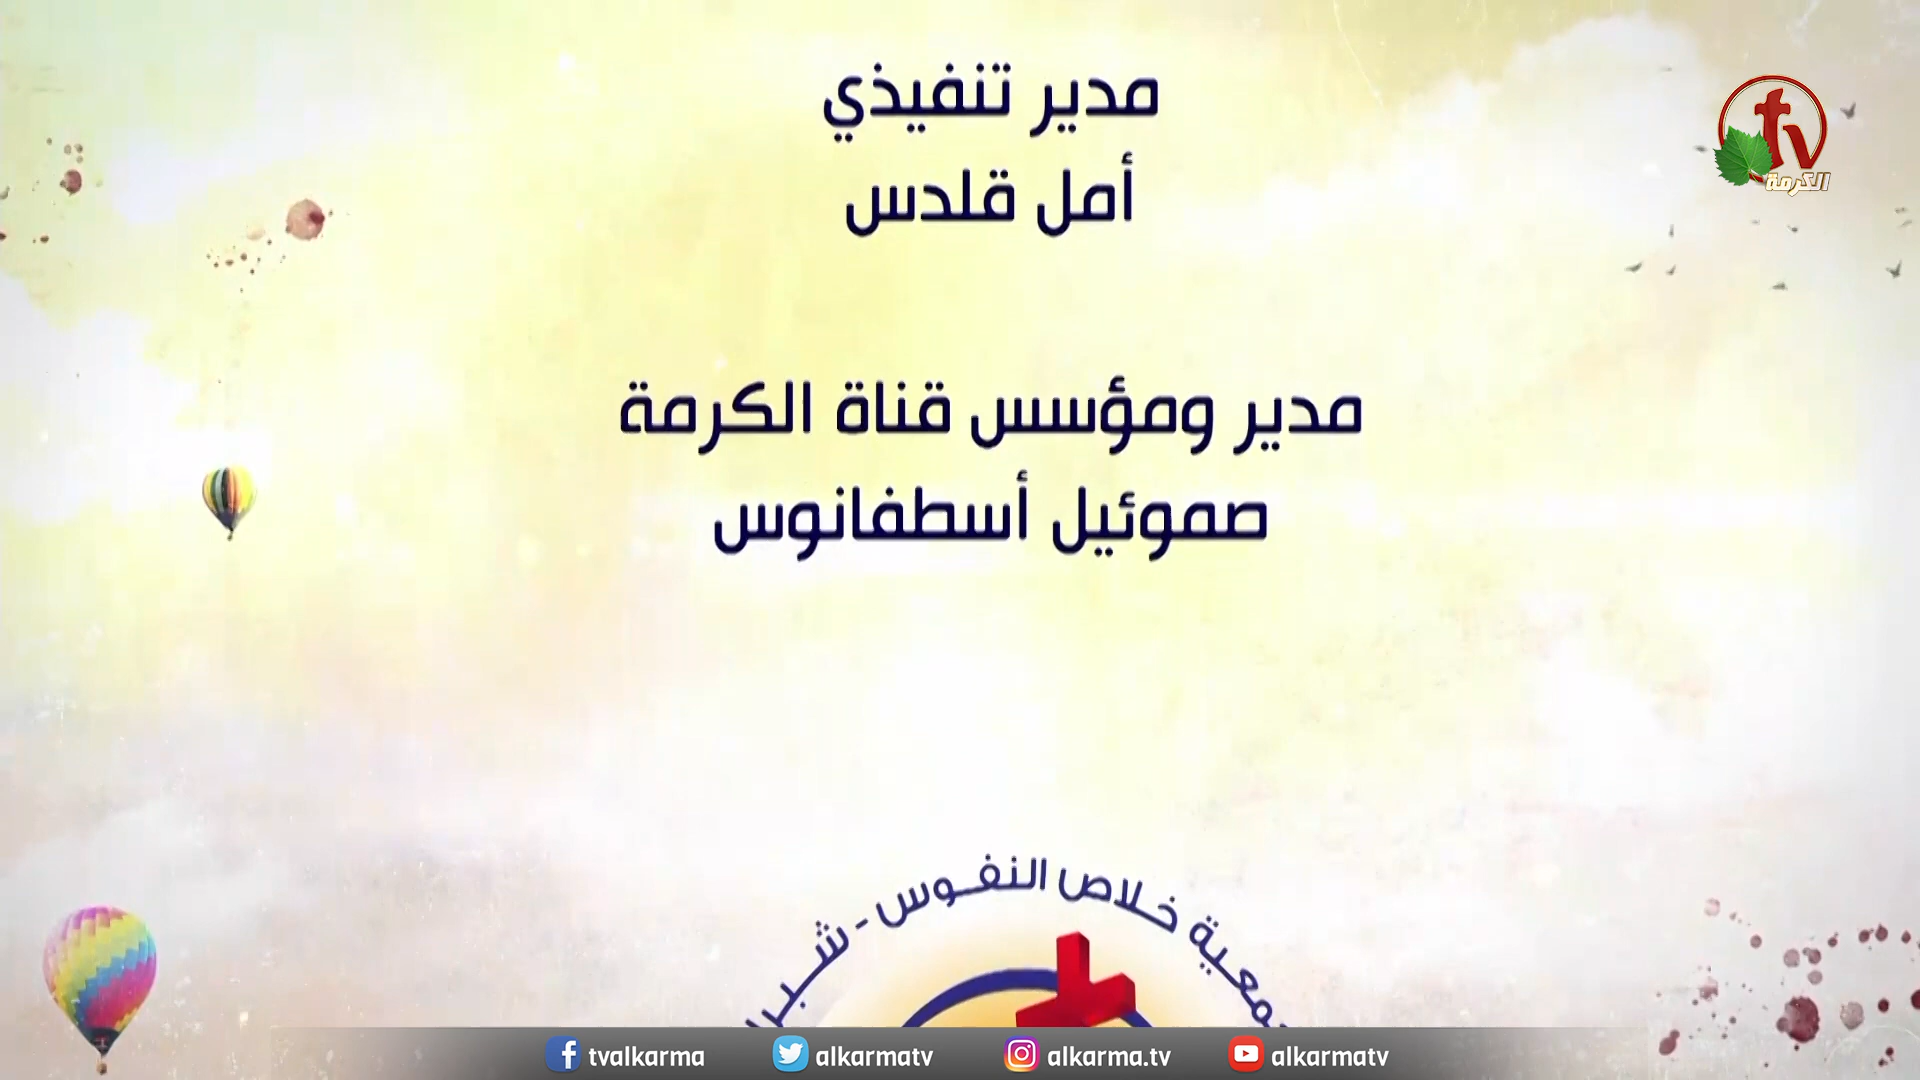 مدير تنفيذي
أمل قلدس
مدير ومؤسس قناة الكرمة
صموئيل أسطفانوس
tv
الكرمة
جمعية خلاص النفوس - شبرا
tvalkarma
alkarmatv
alkarma.tv
alkarmatv